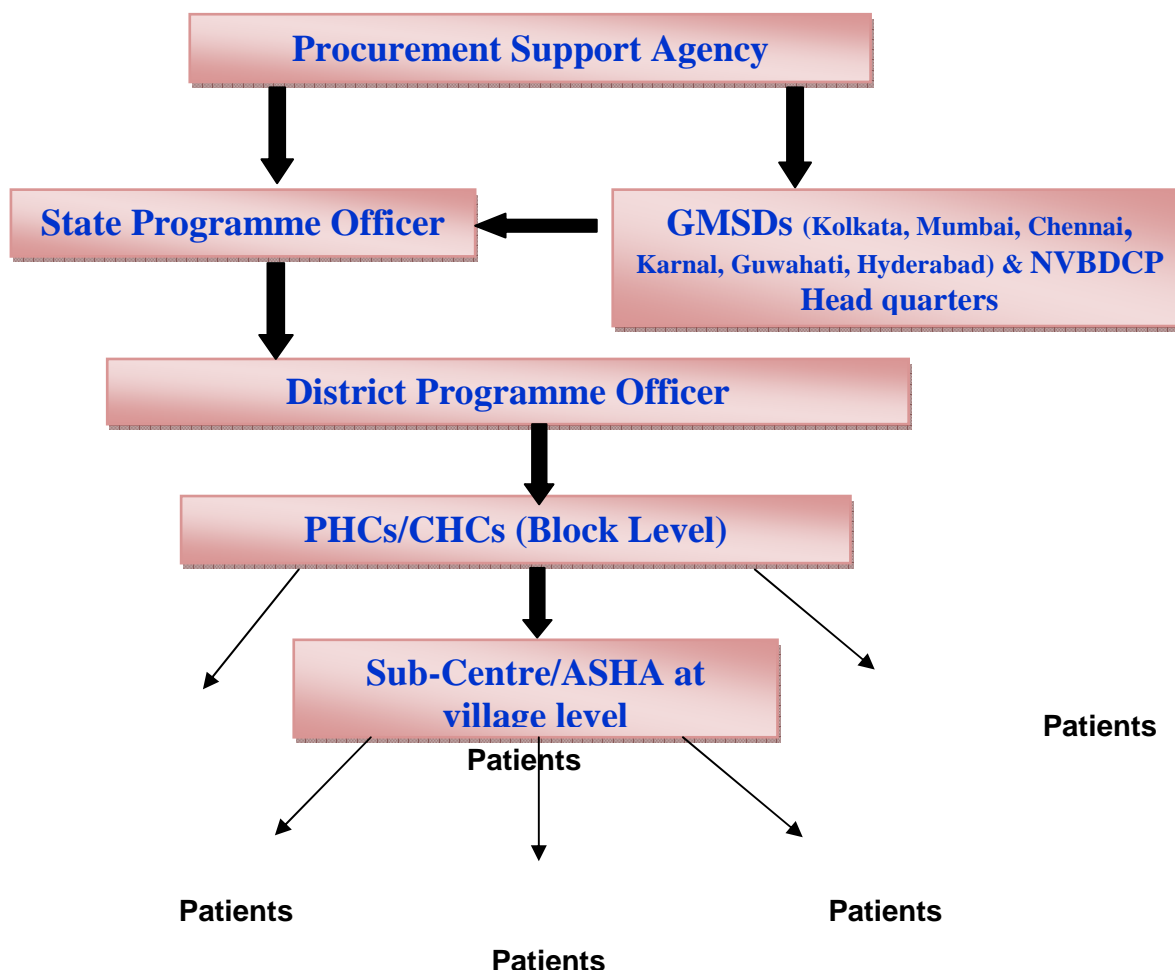 Procurement Support Agency
State Programme Officer
GMSDs (Kolkata, Mumbai, Chennai,
Karnal, Guwahati, Hyderabad) & NVBDCP
Head quarters
District Programme Officer
PHCs/CHCs (Block Level)
Sub-Centre/ASHA at
village level
Patients
Patients
Patients
Patients
Patients